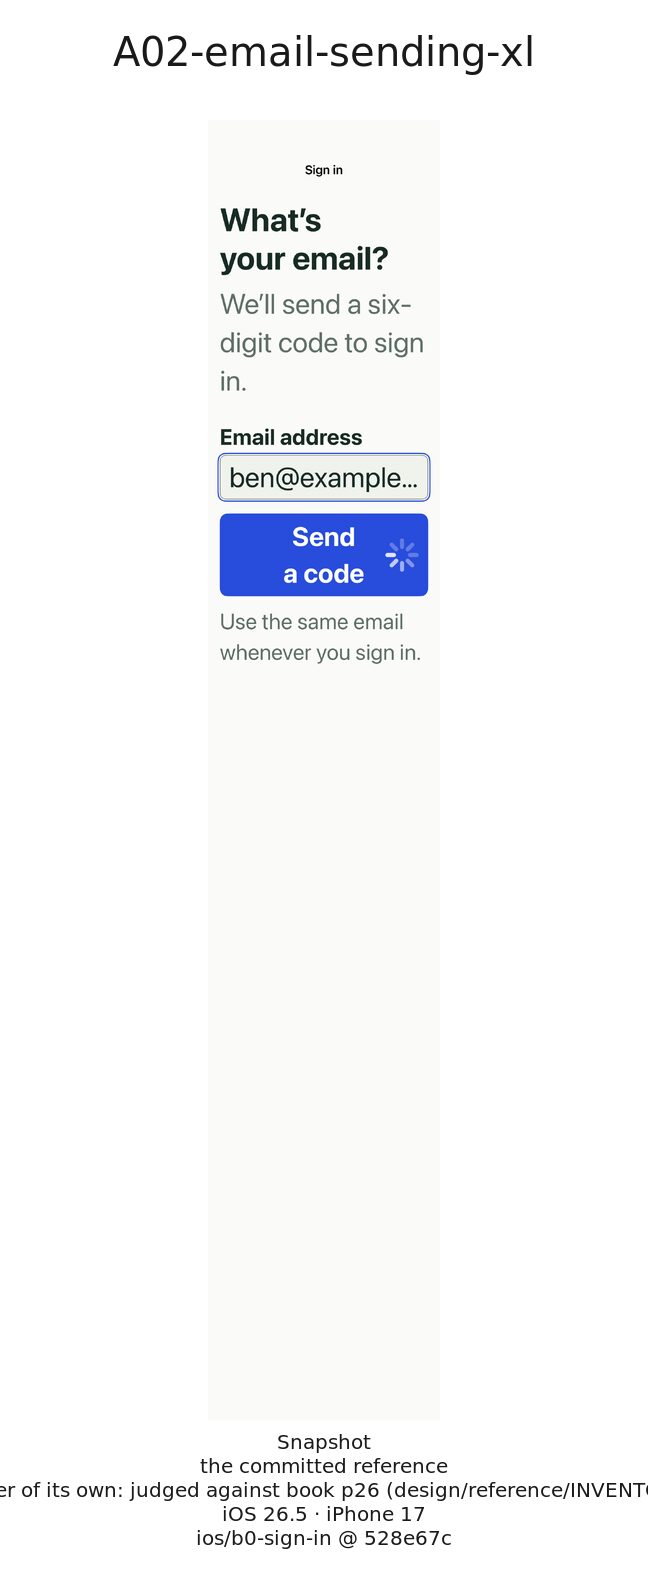 A02-email-sending-xl
Sign in
What’s
your email?
We’ll send a six-
digit code to sign
in.
Email address
ben@example…
Send
a code
Use the same email
whenever you sign in.
Snapshot
the committed reference
of its own: judged against book p26 (design/reference/
iOS 26.5 · iPhone 17
ios/b0-sign-in @ 528e67c